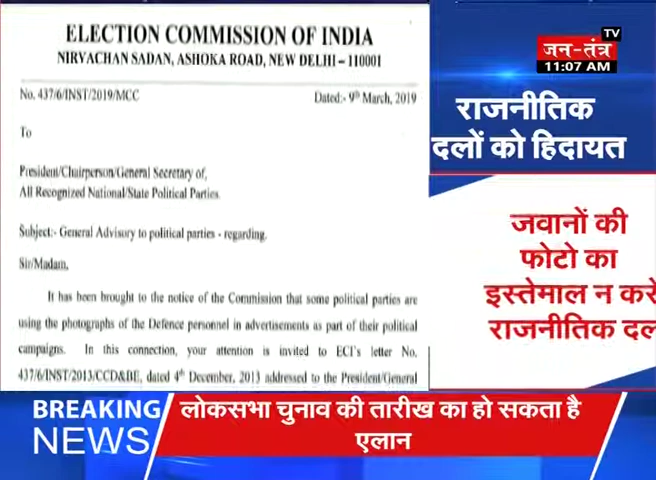 ELECTION COMMISSION OF INDIA
NIRVACHAN SADAN, ASHOKA ROAD, NEW DELHI – 110001
No. 437/6/INST/2019/MCC Dated:- 9th March, 2019
To
President/Chairperson/General Secretary of,
All Recognized National/State Political Parties.
Subject:- General Advisory to political parties - regarding.
Sir/Madam,
It has been brought to the notice of the Commission that some political parties are
using the photographs of the Defence personnel in advertisements as part of their political
campaigns. In this connection, your attention is invited to ECI's letter No.
437/6/INST/2013/CCD&BE, dated 4th December, 2013 addressed to the President/General
TV
जन-तंत्र
11:07 AM
राजनीतिक
दलों को हिदायत
जवानों की
फोटो का
इस्तेमाल न करें
राजनीतिक दल
BREAKING
NEWS
लोकसभा चुनाव की तारीख का हो सकता है
एलान